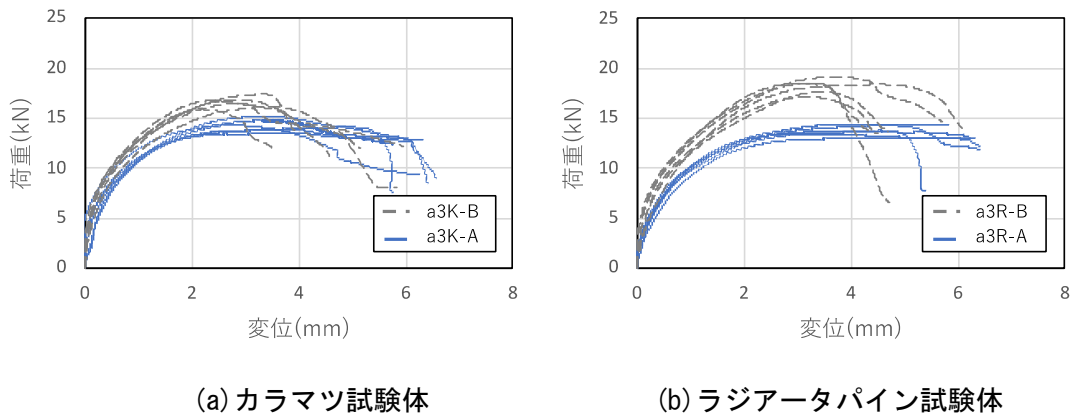 25
20
15
10
5
0
荷重(kN)
0 2 4 6 8
変位(mm)
a3K-B
a3K-A
(a)カラマツ試験体
25
20
15
10
5
0
荷重(kN)
0 2 4 6 8
変位(mm)
a3R-B
a3R-A
(b)ラジアータパイン試験体